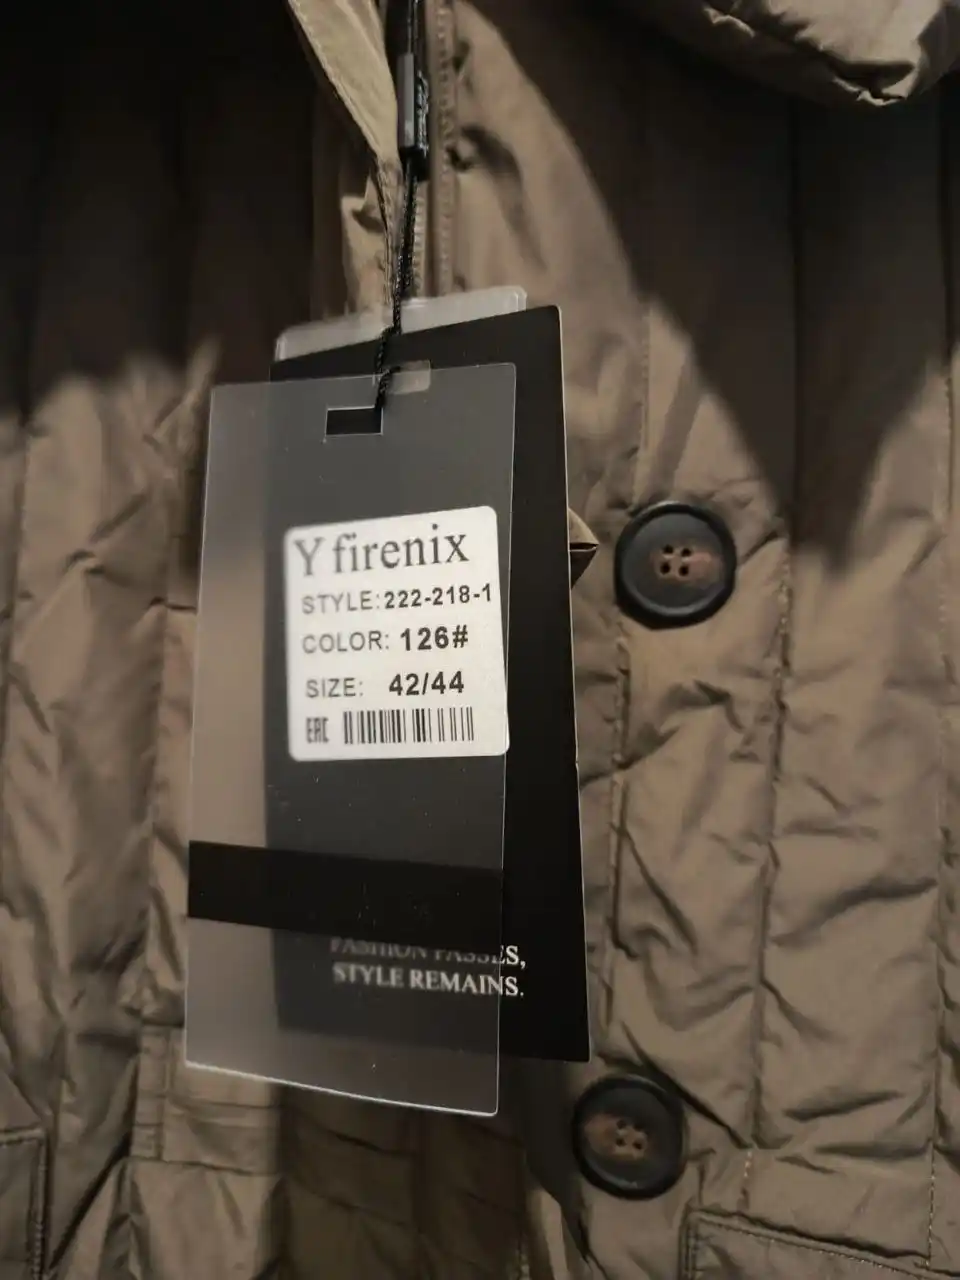 Y firenix
STYLE: 222-218-1
COLOR: 126#
SIZE: 42/44
EAC
FASHION PASSES,
STYLE REMAINS.